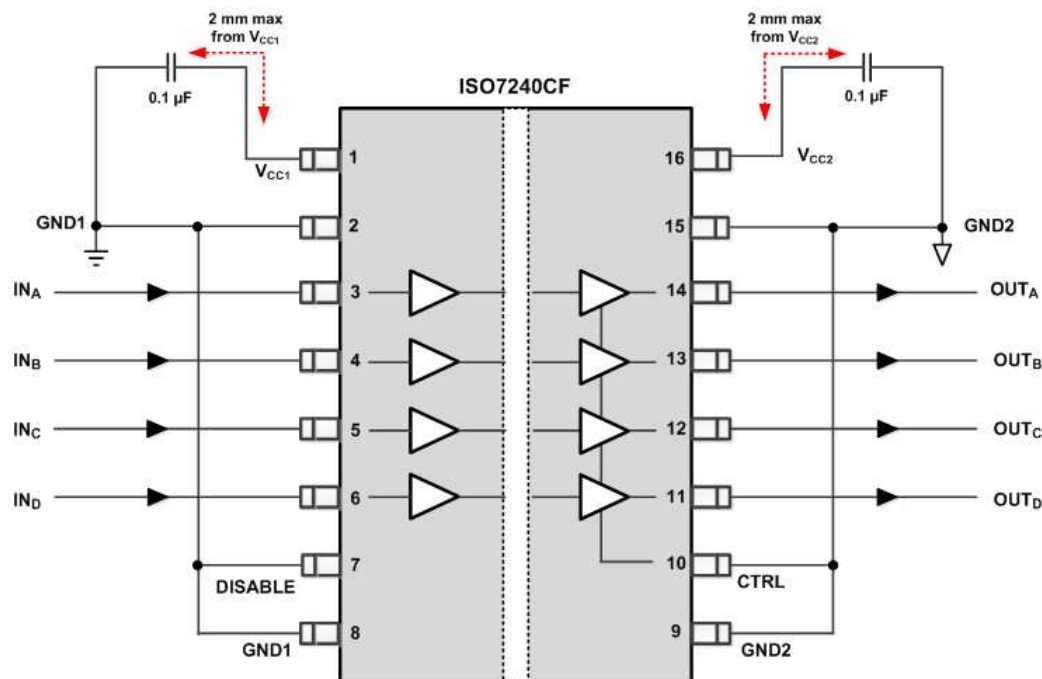 2 mm max
from VCC1
2 mm max
from VCC2
0.1 µF
0.1 µF
ISO7240CF
VCC1
1
16
VCC2
GND1
2
15
GND2
INA
3
14
OUTA
INB
4
13
OUTB
INC
5
12
OUTC
IND
6
11
OUTD
DISABLE
7
10
CTRL
GND1
8
9
GND2